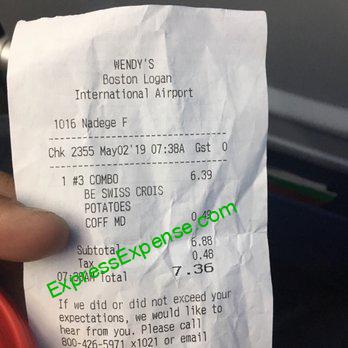 WENDY'S
Boston Logan
International Airport
1016 Nadege F
Chk 2355 May02'19 07:38A Gst 0
1 #3 COMBO 6.39
BE SWISS CROIS
POTATOES
COFF MD 0.49
Subtotal 6.88
Tax 0.48
07:39A Total 7.36
ExpressExpense.com
If we did or did not exceed your
expectations, we would like to
hear from you. Please call
800-426-5971 x1021 or email